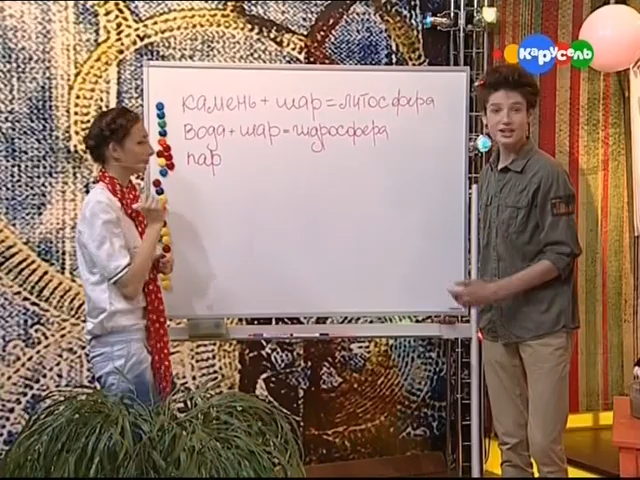 Карусель
камень + шар = литосфера
вода + шар = гидросфера
пар